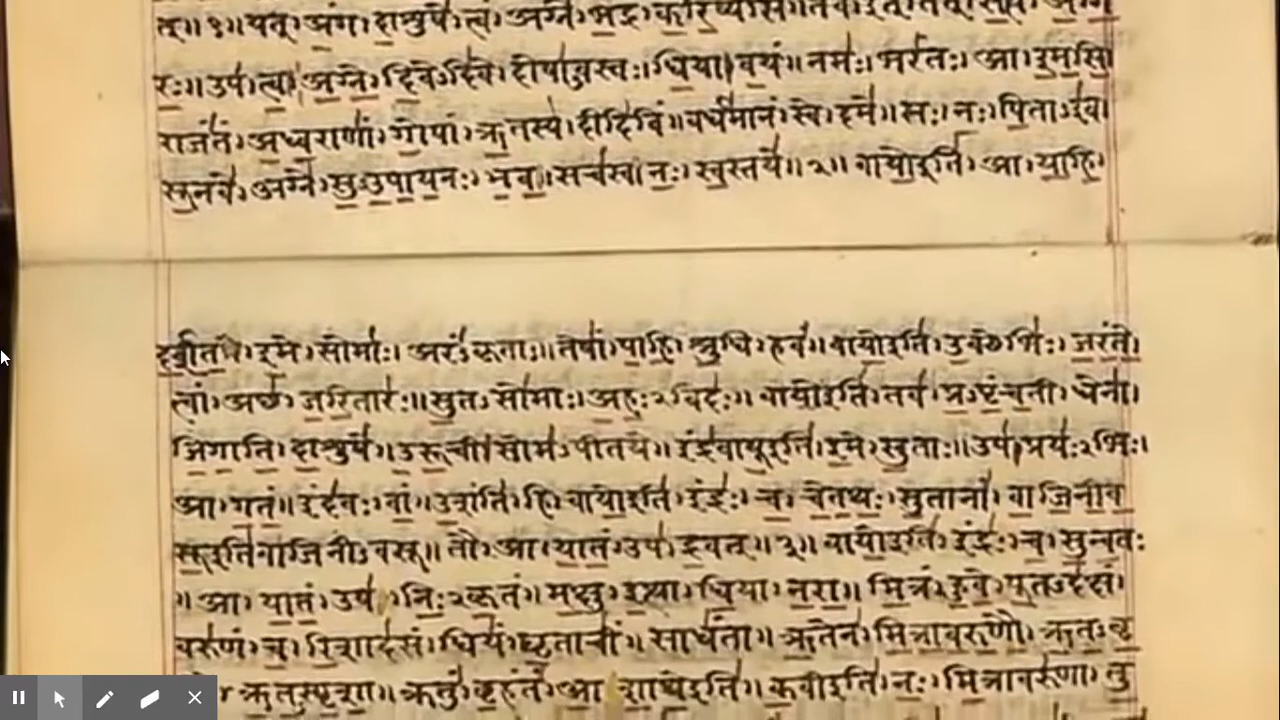 त्॥१॥यत्।अंग।दाशुषे।त्वं।अग्ने।भद्रं।करिष्यसि॥तव।इत्।तत्।सत्यं।अंगि
रः॥उप।त्वा।अग्ने।दिवेऽदिवे।दोषाऽवस्तः।धिया।वयं॥नमः।भरंतः।आ।इमसि॥
राजंतं।अध्वराणां।गोपां।ऋतस्य।दीदिविं॥वर्धमानं।स्वे।दमे॥सः।नः।पिताऽइव।
सूनवे।अग्ने।सुऽउपायनः।भव॥सचस्व।नः।स्वस्तये॥२॥वायोइति।आ।याहि।
दर्शत।इमे।सोमाः।अरंऽकृताः॥तेषां।पाहि।श्रुधि।हवं॥वायोइति।उक्थेभिः।जरंते।
त्वां।अच्छ।जरितारः॥सुतऽसोमाः।अहःऽविदः॥वायोइति।तव।प्रऽपृंचती।धेना।
जिगाति।दाशुषे॥उरूची।सोमऽपीतये॥इंद्रवायूइति।इमे।सुताः॥उप।प्रयःऽभिः।
आ।गतं॥इंदवः।वां॥उशंति।हि।वायोइति।इंद्रः।च।चेतथः।सुतानां।वाजिनीव
सूइतिवाजिनीऽवसू॥तौ।आ।यातं।उप।द्रवत्॥३॥वायोइति।इंद्रः।च।सुन्वतः
॥आ।यातं।उप।निःऽकृतं॥मक्षु।इत्था।धिया।नरा॥मित्रं।हुवे।पूतऽदक्षं।
वरुणं।च।रिशादसं।धियं।घृताचीं॥साधंता॥ऋतेन।मित्रावरुणौ।ऋतऽवृ
ऋतऽस्पृशा॥क्रतुं।बृहंतं।आ शाथेइति॥कवीइति।नः।मित्रावरुणा।तु